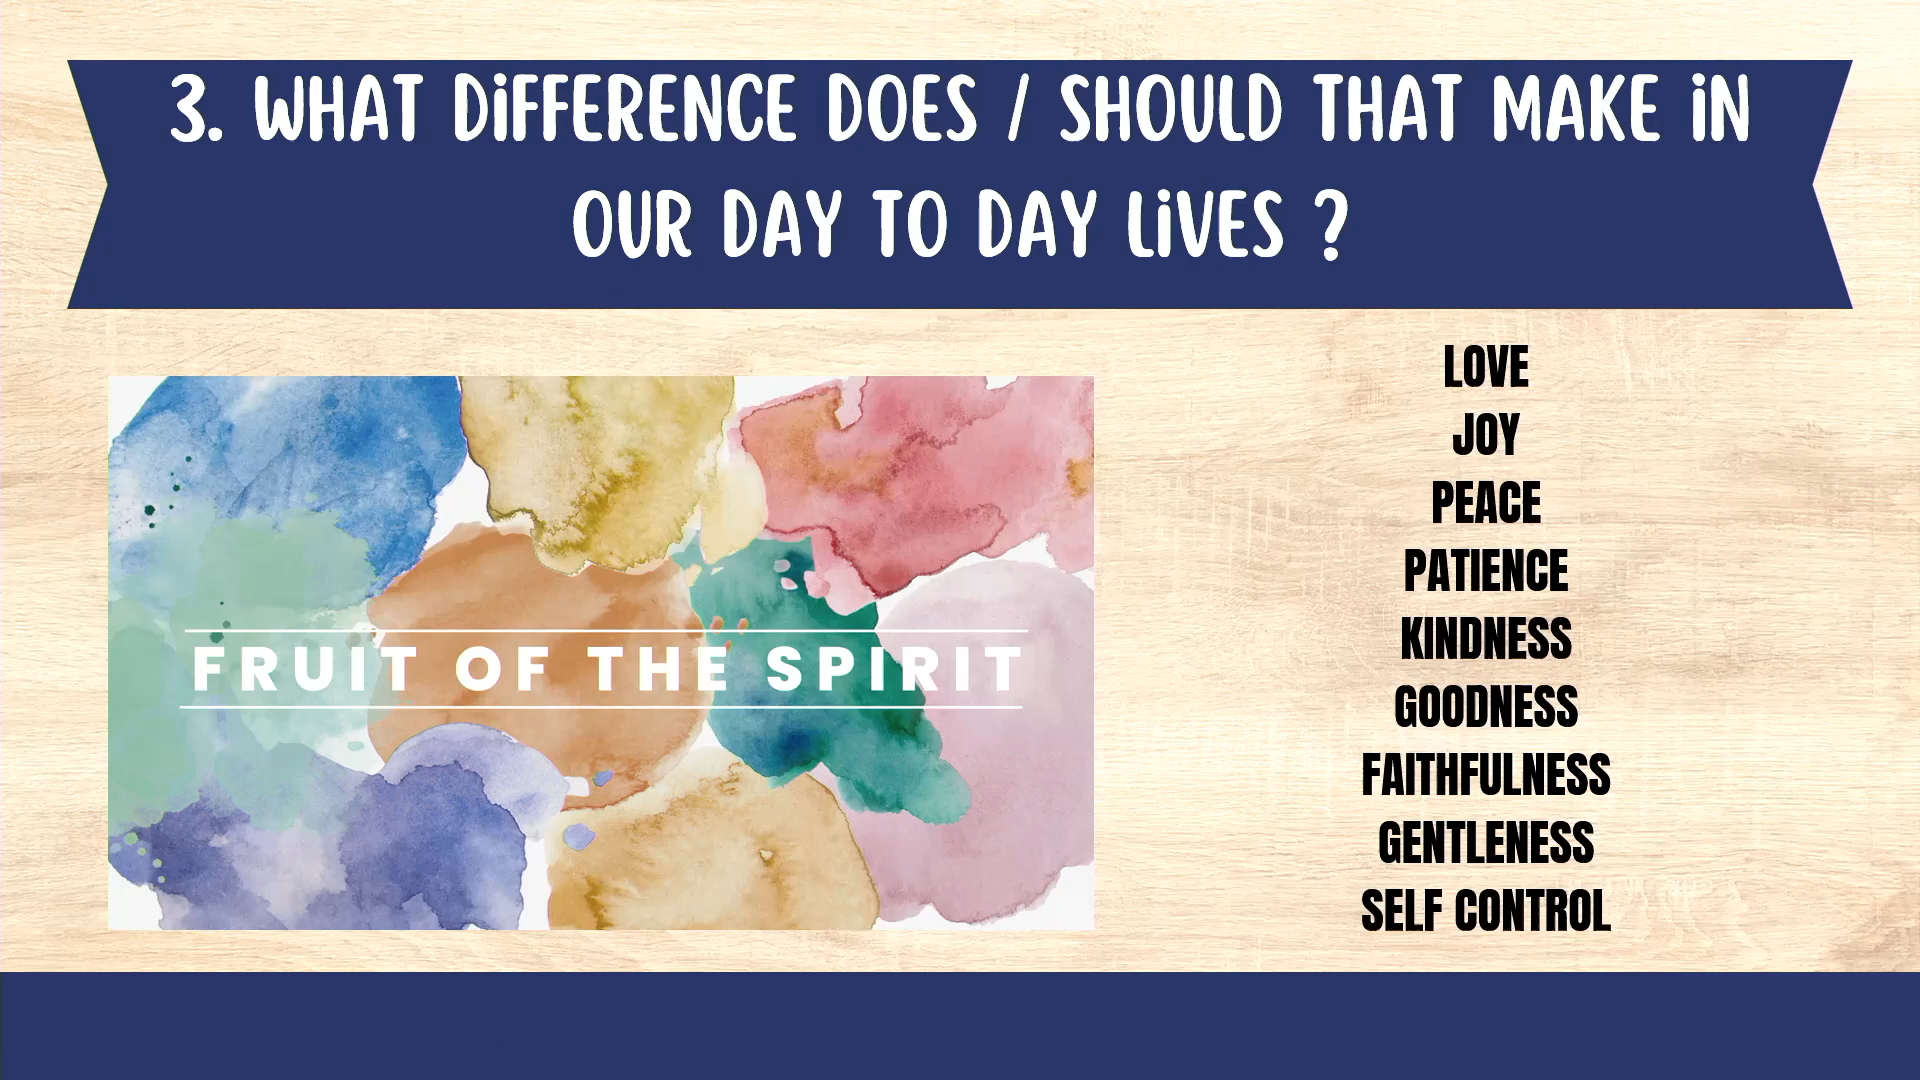 3. WHAT DiFFERENCE DOES / SHOULD THAT MAKE iN
OUR DAY TO DAY LiVES ?
FRUIT OF THE SPIRIT
LOVE
JOY
PEACE
PATIENCE
KINDNESS
GOODNESS
FAITHFULNESS
GENTLENESS
SELF CONTROL